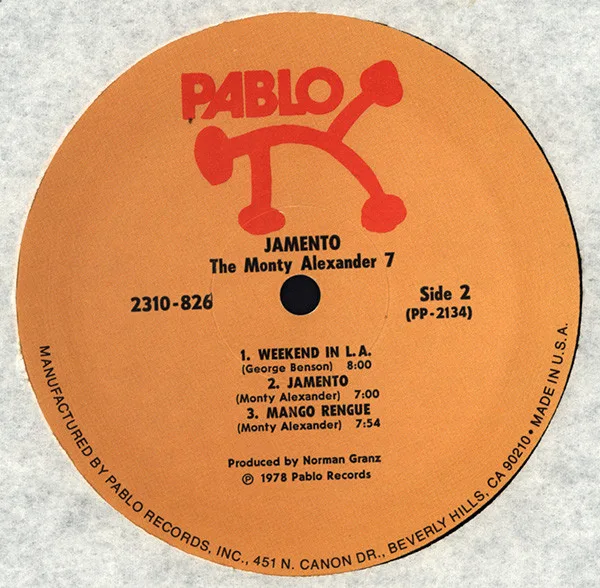 PABLO
JAMENTO
The Monty Alexander 7
2310-826
Side 2
(PP-2134)
1. WEEKEND IN L.A.
(George Benson) 8:00
2. JAMENTO
(Monty Alexander) 7:00
3. MANGO RENGUE
(Monty Alexander) 7:54
Produced by Norman Granz
℗ 1978 Pablo Records
MANUFACTURED BY PABLO RECORDS, INC., 451 N. CANON DR., BEVERLY HILLS, CA 90210 • MADE IN U.S.A.